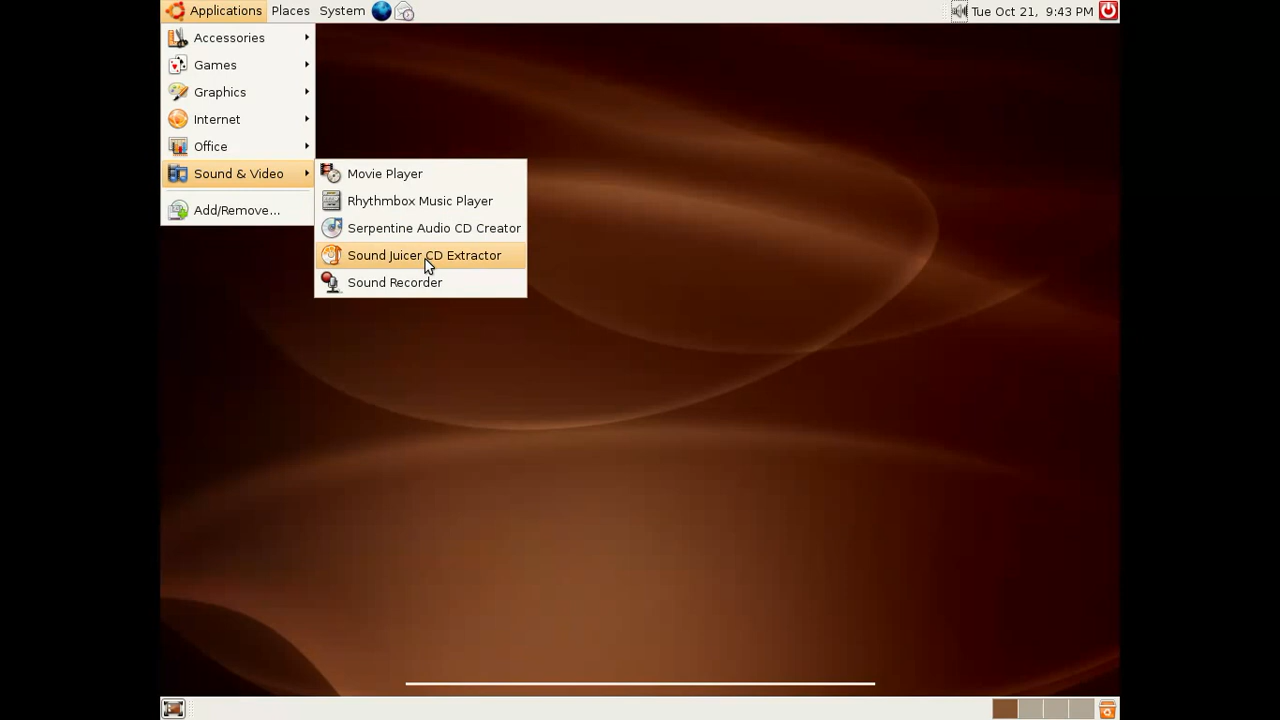 Applications Places System Tue Oct 21, 9:43 PM
Accessories
Games
Graphics
Internet
Office
Sound & Video
Add/Remove...
Movie Player
Rhythmbox Music Player
Serpentine Audio CD Creator
Sound Juicer CD Extractor
Sound Recorder